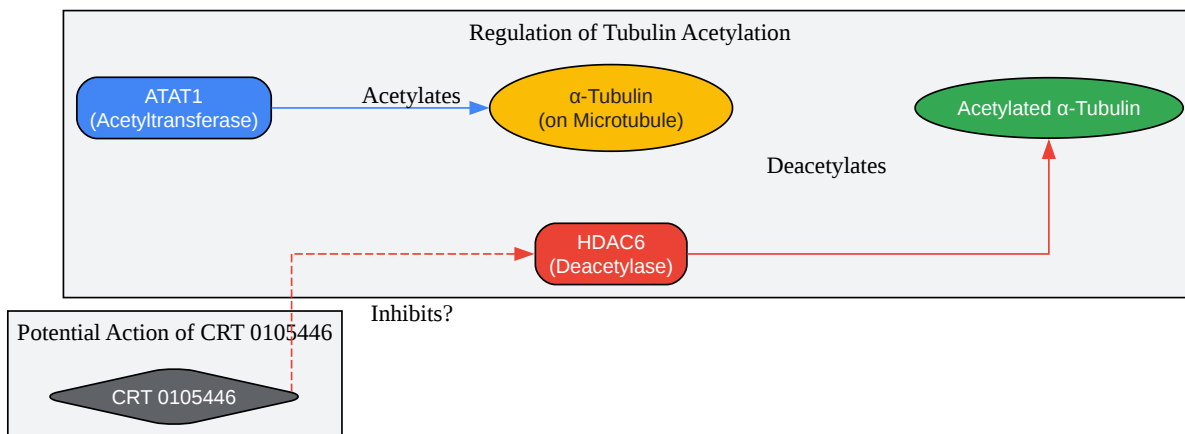 Regulation of Tubulin Acetylation
ATAT1
(Acetyltransferase)
Acetylates
α-Tubulin
(on Microtubule)
Acetylated α-Tubulin
Deacetylates
HDAC6
(Deacetylase)
Inhibits?
Potential Action of CRT 0105446
CRT 0105446